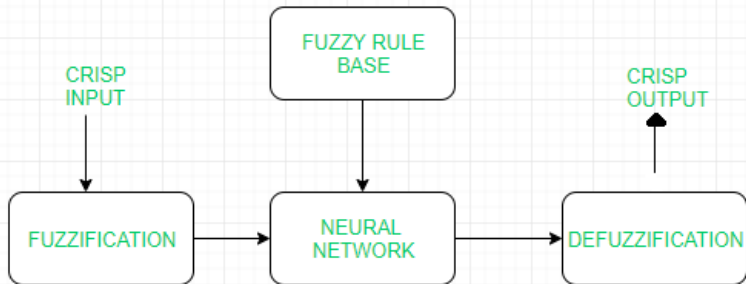 FUZZY RULE
BASE
CRISP
INPUT
CRISP
OUTPUT
FUZZIFICATION
NEURAL
NETWORK
DEFUZZIFICATION